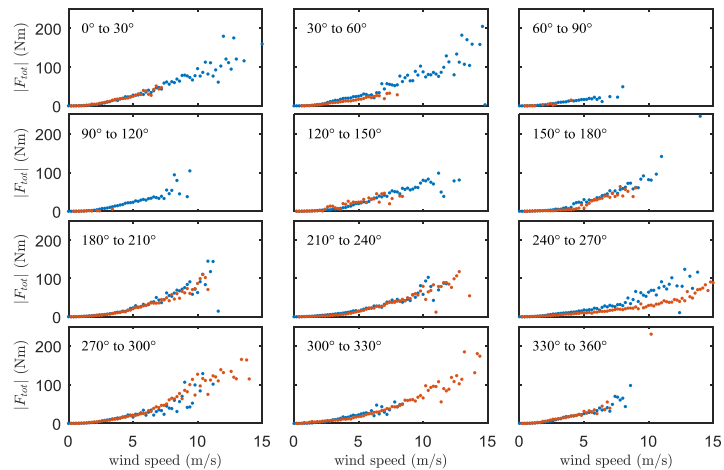 0° to 30°
30° to 60°
60° to 90°
200
100
0
|F_tot| (Nm)
90° to 120°
120° to 150°
150° to 180°
200
100
0
|F_tot| (Nm)
180° to 210°
210° to 240°
240° to 270°
200
100
0
|F_tot| (Nm)
270° to 300°
300° to 330°
330° to 360°
200
100
0
|F_tot| (Nm)
0 5 10 15
0 5 10 15
0 5 10 15
wind speed (m/s)
wind speed (m/s)
wind speed (m/s)